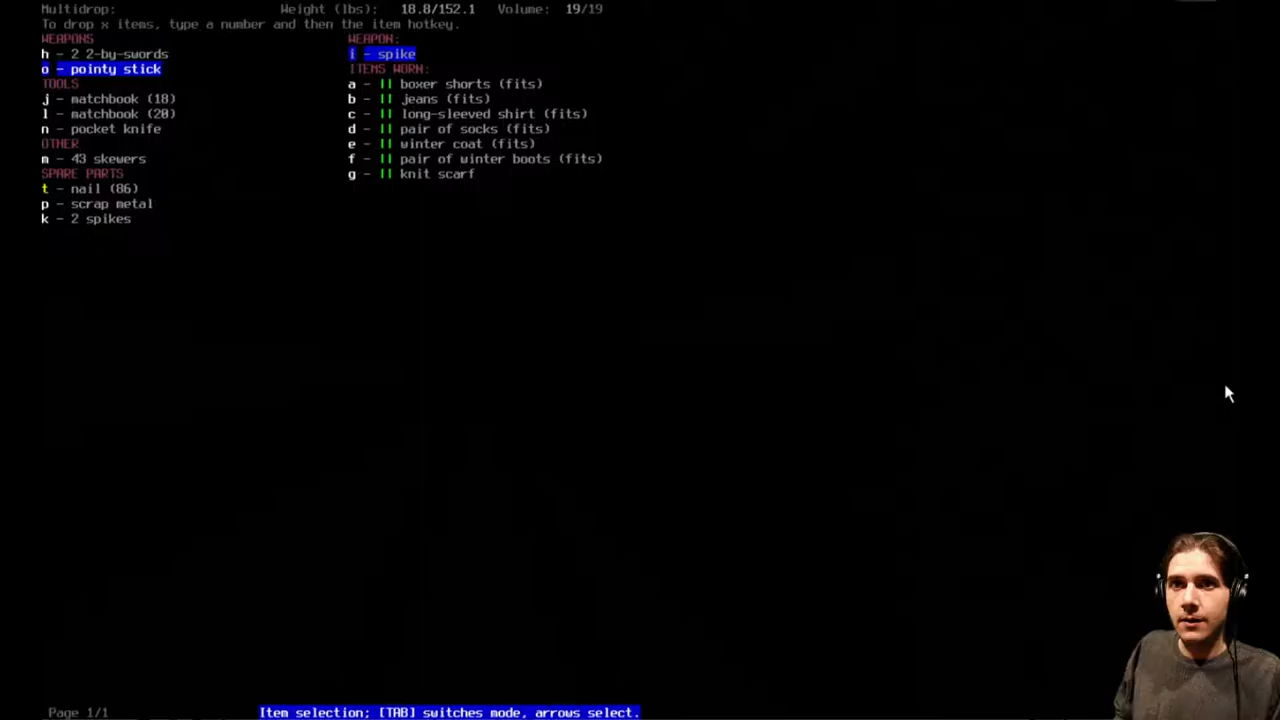 Multidrop: Weight (lbs): 18.8/152.1 Volume: 19/19
To drop x items, type a number and then the item hotkey.
WEAPONS
h - 2 2-by-swords
o - pointy stick
TOOLS
j - matchbook (18)
l - matchbook (20)
n - pocket knife
OTHER
m - 43 skewers
SPARE PARTS
t - nail (86)
p - scrap metal
k - 2 spikes
WEAPON:
i - spike
ITEMS WORN:
a - || boxer shorts (fits)
b - || jeans (fits)
c - || long-sleeved shirt (fits)
d - || pair of socks (fits)
e - || winter coat (fits)
f - || pair of winter boots (fits)
g - || knit scarf
Page 1/1 Item selection; [TAB] switches mode, arrows select.